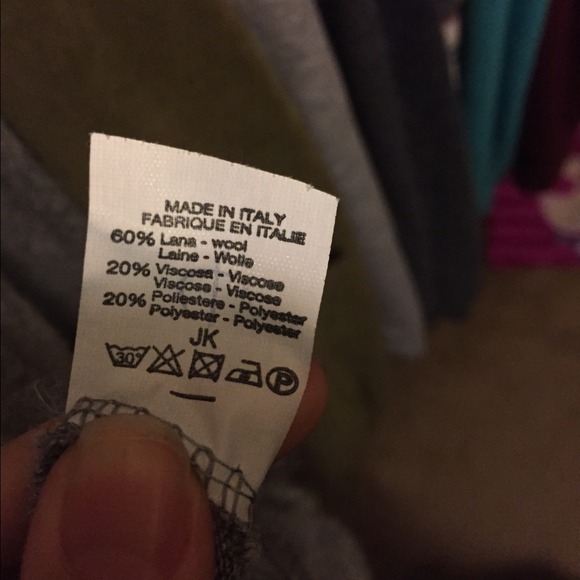 MADE IN ITALY
FABRIQUE EN ITALIE
60% Lana - wool
Laine - Wolle
20% Viscosa - Viscose
Viscose - Viscose
20% Poliestere - Polyester
Polyester - Polyester
JK
30° P